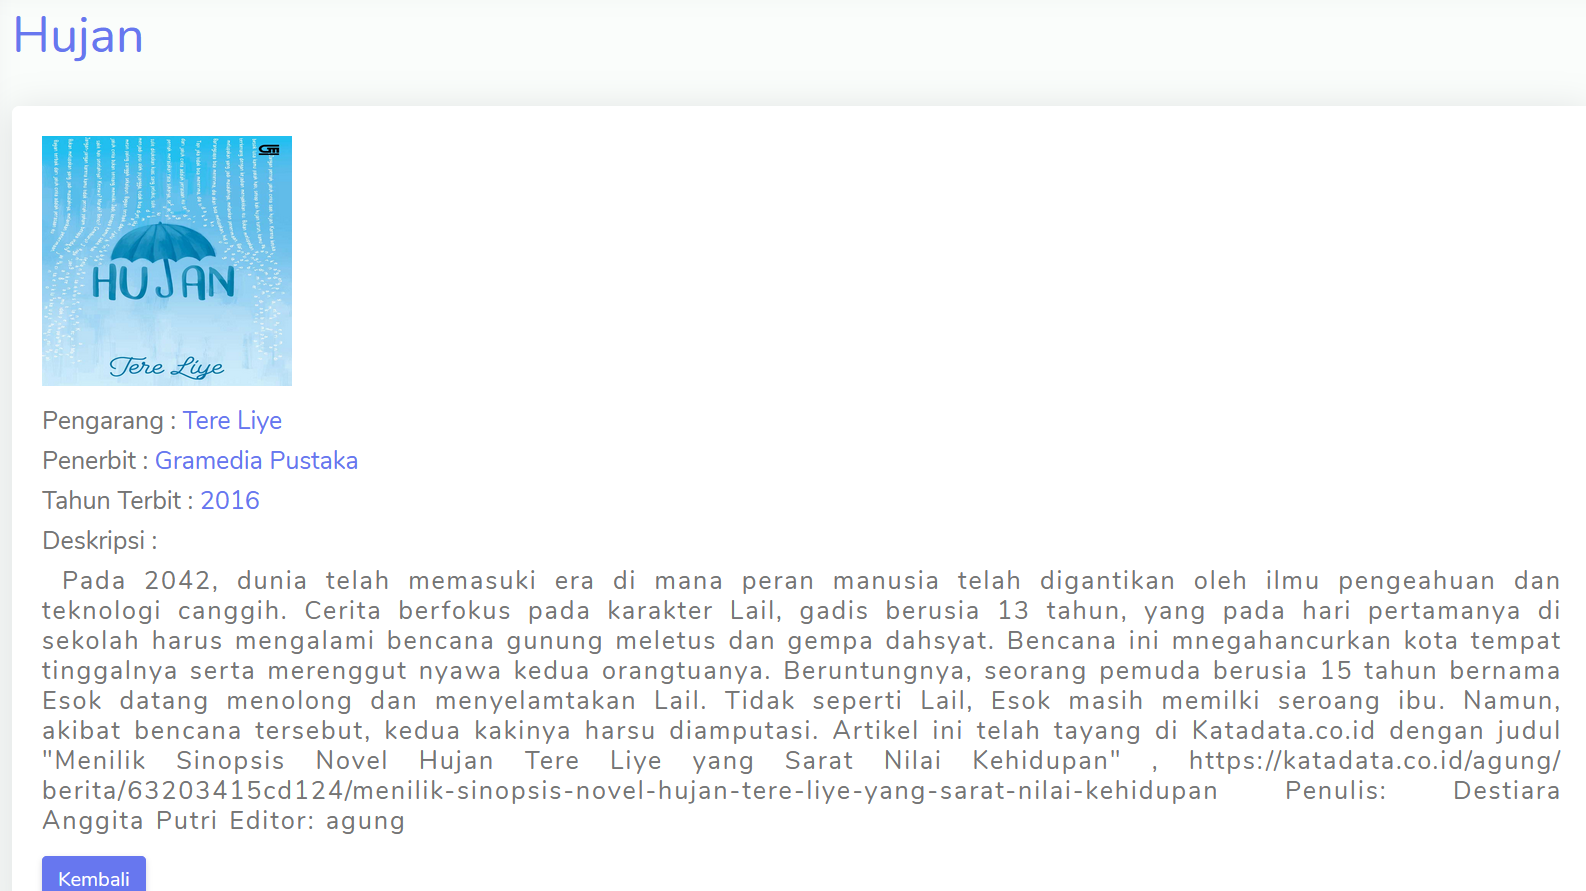 Hujan
HUJAN
Tere Liye
Pengarang : Tere Liye
Penerbit : Gramedia Pustaka
Tahun Terbit : 2016
Deskripsi :
Pada 2042, dunia telah memasuki era di mana peran manusia telah digantikan oleh ilmu pengeahuan dan
teknologi canggih. Cerita berfokus pada karakter Lail, gadis berusia 13 tahun, yang pada hari pertamanya di
sekolah harus mengalami bencana gunung meletus dan gempa dahsyat. Bencana ini mnegahancurkan kota tempat
tinggalnya serta merenggut nyawa kedua orangtuanya. Beruntungnya, seorang pemuda berusia 15 tahun bernama
Esok datang menolong dan menyelamtakan Lail. Tidak seperti Lail, Esok masih memilki seroang ibu. Namun,
akibat bencana tersebut, kedua kakinya harsu diamputasi. Artikel ini telah tayang di Katadata.co.id dengan judul
"Menilik Sinopsis Novel Hujan Tere Liye yang Sarat Nilai Kehidupan" , https://katadata.co.id/agung/
berita/63203415cd124/menilik-sinopsis-novel-hujan-tere-liye-yang-sarat-nilai-kehidupan Penulis: Destiara
Anggita Putri Editor: agung
Kembali